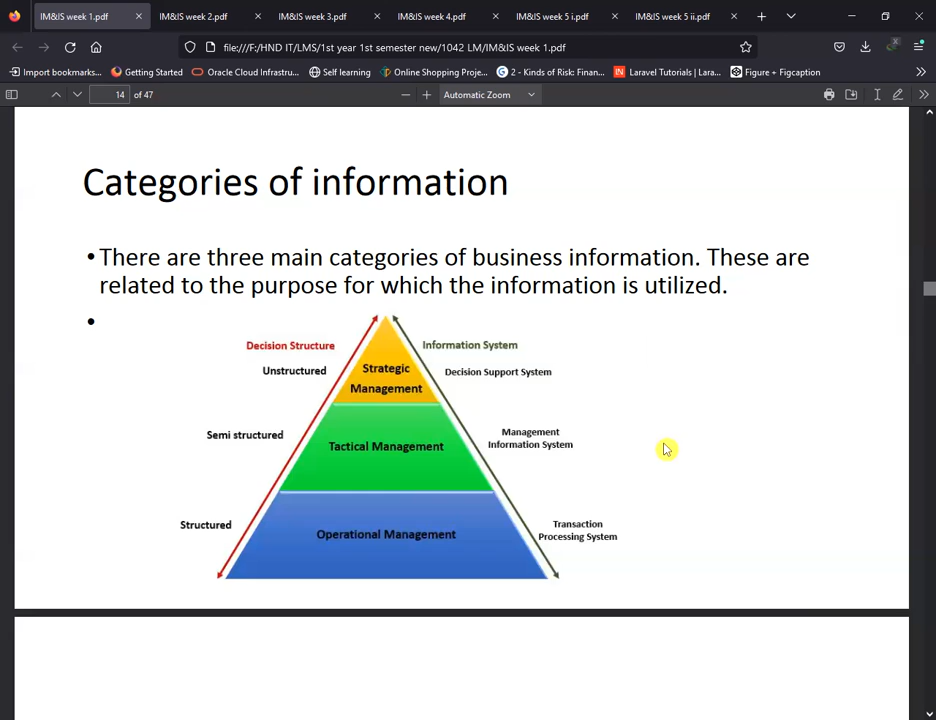 IM&IS week 1.pdf
IM&IS week 2.pdf
IM&IS week 3.pdf
IM&IS week 4.pdf
IM&IS week 5 i.pdf
IM&IS week 5 ii.pdf
file:///F:/HND IT/LMS/1st year 1st semester new/1042 LM/IM&IS week 1.pdf
Import bookmarks...
Getting Started
Oracle Cloud Infrastru...
Self learning
Online Shopping Proje...
2 - Kinds of Risk: Finan...
Laravel Tutorials | Lara...
Figure + Figcaption
14 of 47
Automatic Zoom
Categories of information
•There are three main categories of business information. These are
related to the purpose for which the information is utilized.
•
Decision Structure
Information System
Unstructured
Strategic
Management
Decision Support System
Semi structured
Tactical Management
Management
Information System
Structured
Operational Management
Transaction
Processing System